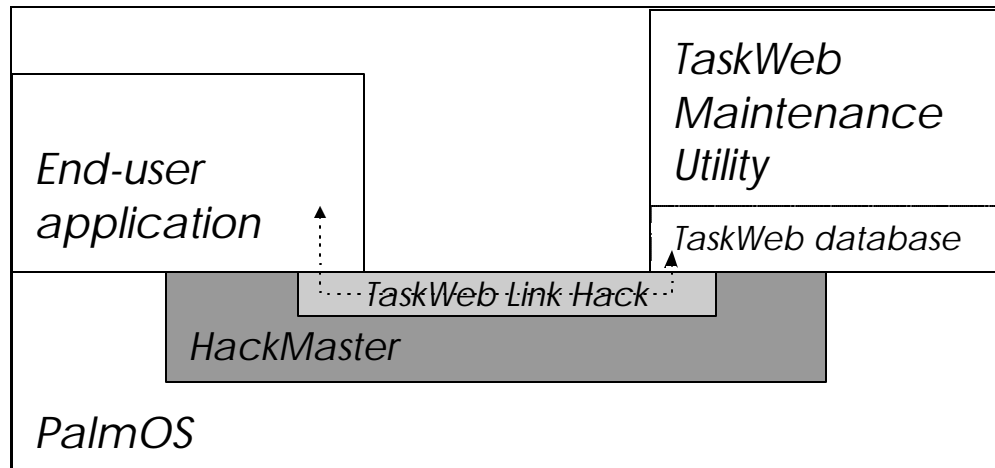 TaskWeb
Maintenance
Utility
End-user
application
TaskWeb database
TaskWeb Link Hack
HackMaster
PalmOS